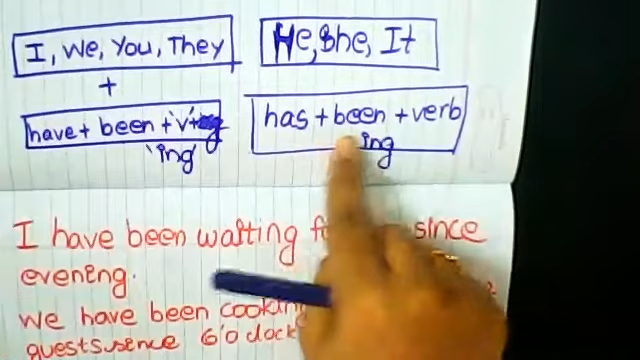 I, We, You, They
He, She, It
+
have + been + 'v'+
'ing'
has + been + verb
ing
I have been waiting since
evening.
We have been cooking
guests 6'o clock